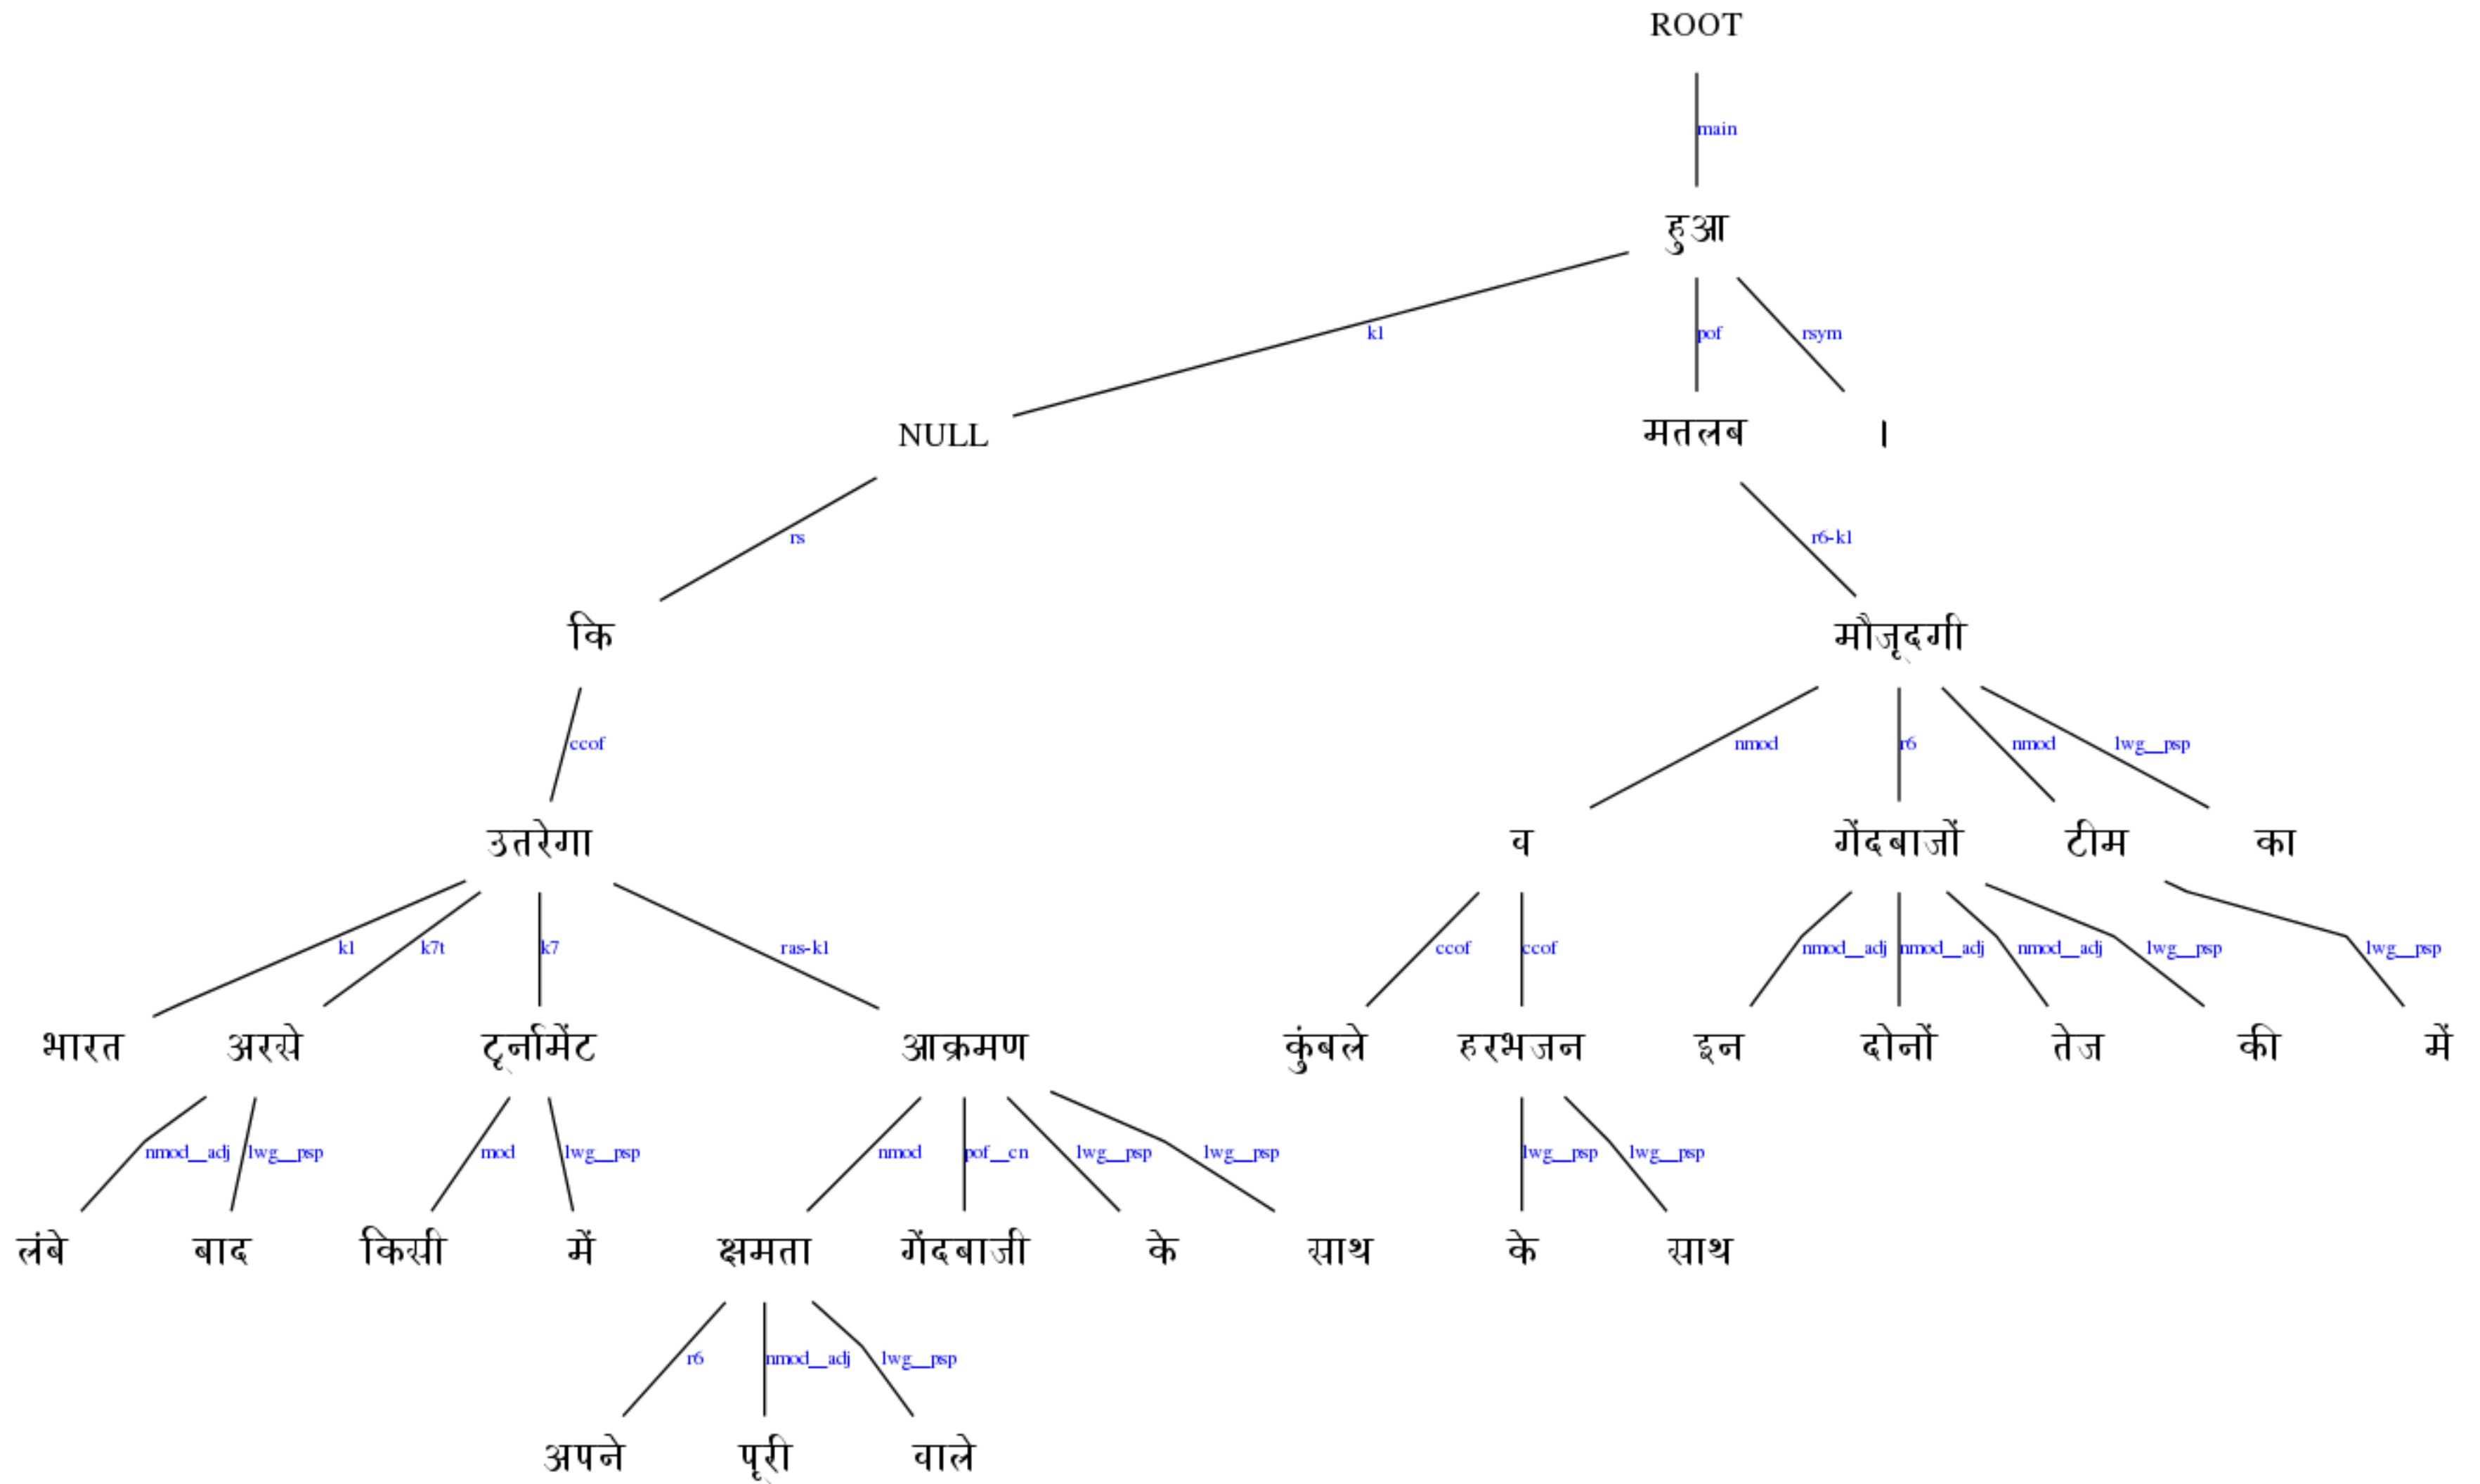 ROOT
main
हुआ
k1 pof rsym
NULL मतलब ।
rs r6-k1
कि मौजूदगी
ccof nmod r6 nmod lwg__psp
उतरेगा व गेंदबाजों टीम का
k1 k7t k7 ras-k1 ccof ccof nmod__adj nmod__adj nmod__adj lwg__psp lwg__psp
भारत अरसे टूर्नामेंट आक्रमण कुंबले हरभजन इन दोनों तेज की में
nmod__adj lwg__psp mod lwg__psp nmod pof__cn lwg__psp lwg__psp lwg__psp lwg__psp
लंबे बाद किसी में क्षमता गेंदबाजी के साथ के साथ
r6 nmod__adj lwg__psp
अपने पूरी वाले